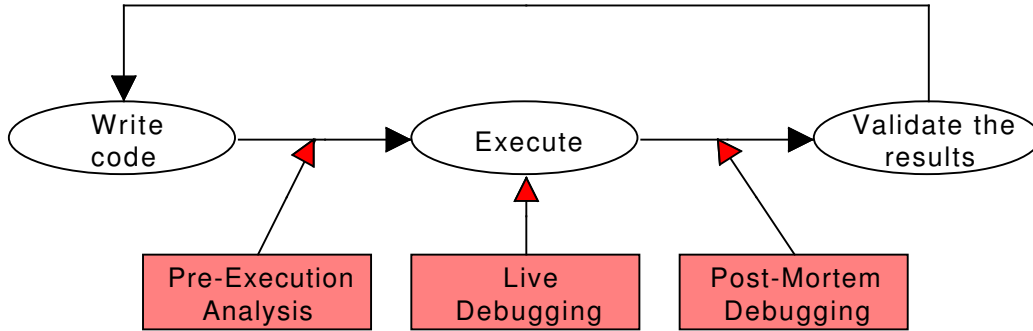 Write
code
Execute
Validate the
results
Pre-Execution
Analysis
Live
Debugging
Post-Mortem
Debugging